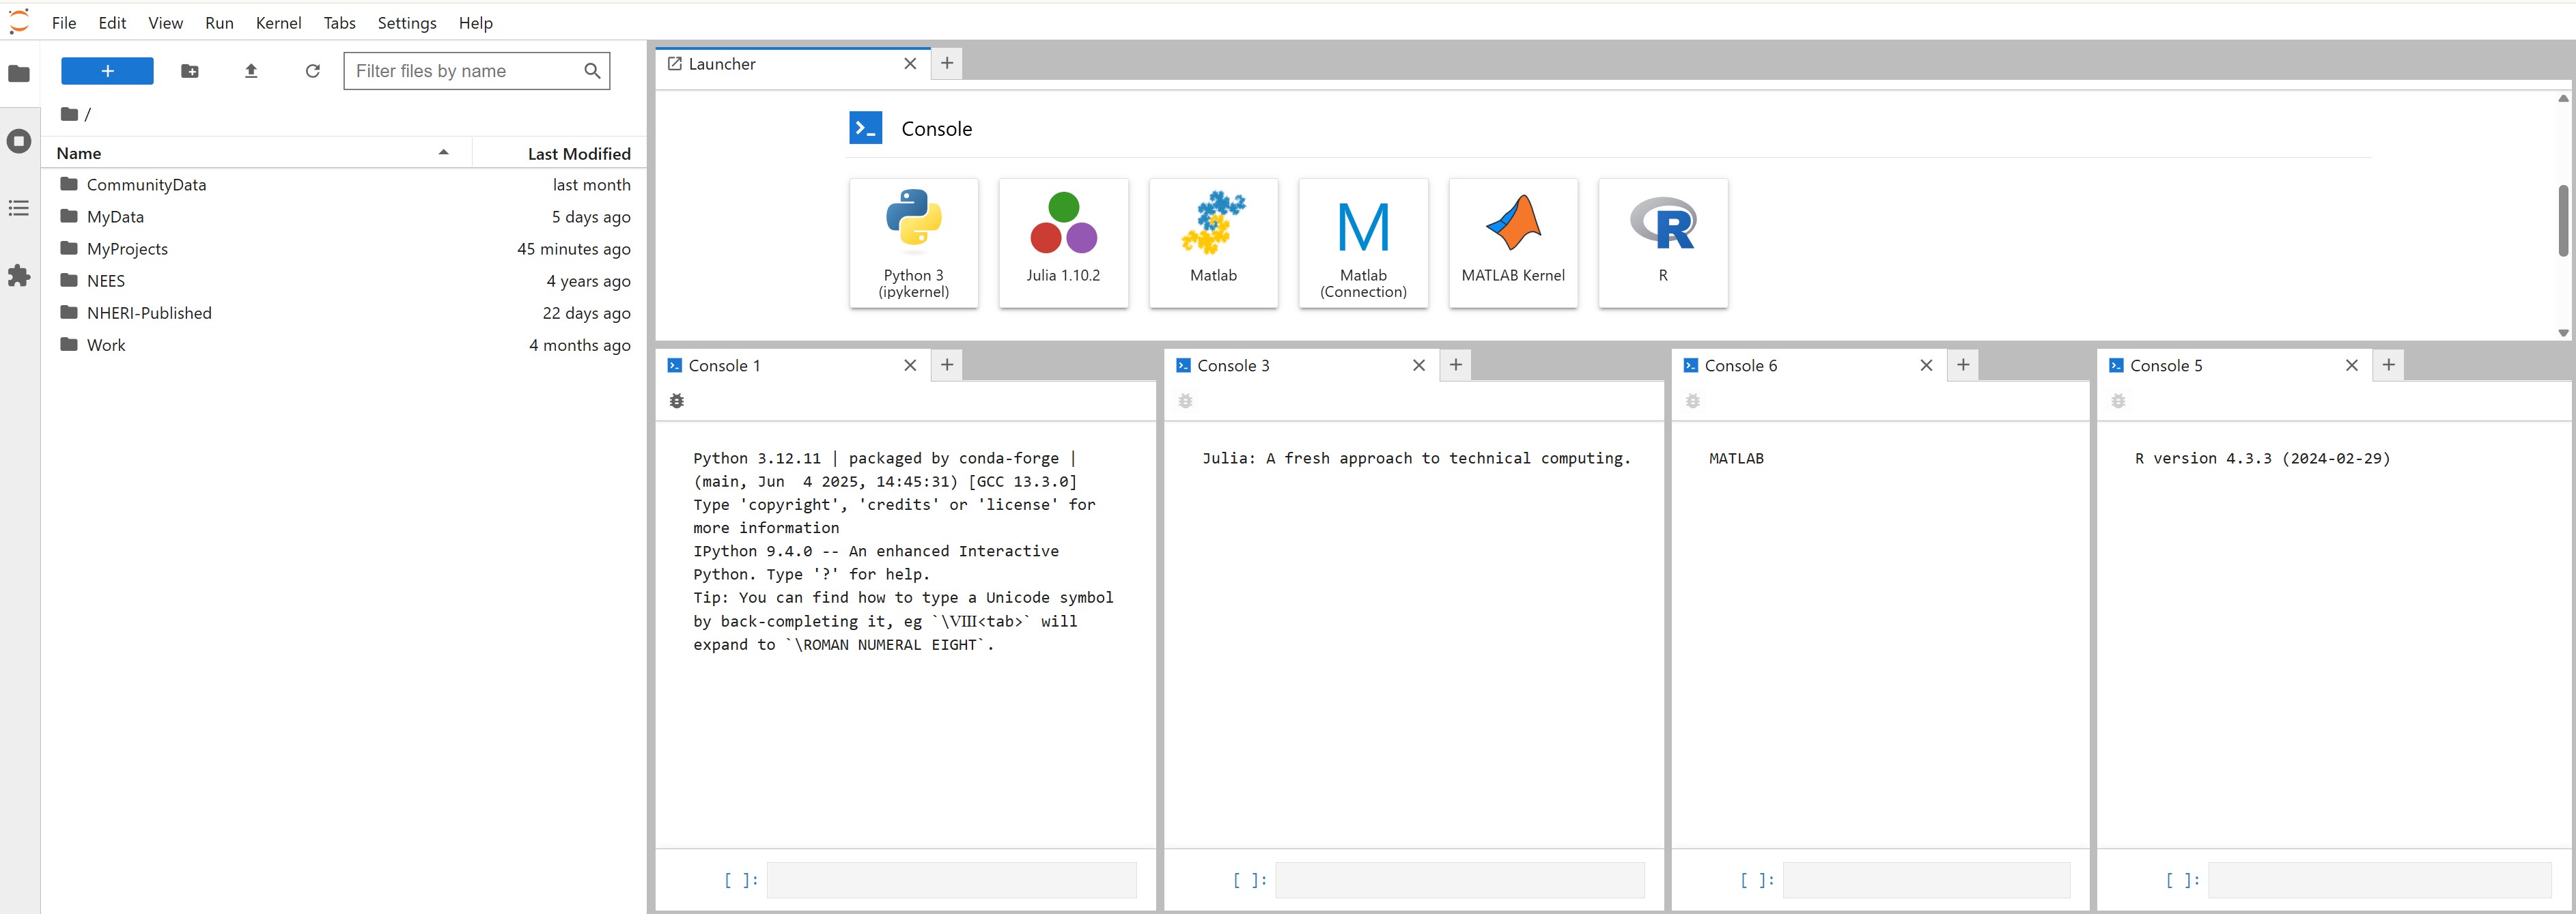 File Edit View Run Kernel Tabs Settings Help
+
Filter files by name
/
Name Last Modified
CommunityData last month
MyData 5 days ago
MyProjects 45 minutes ago
NEES 4 years ago
NHERI-Published 22 days ago
Work 4 months ago
Launcher
Console
Python 3
(ipykernel)
Julia 1.10.2
Matlab
M
Matlab
(Connection)
MATLAB Kernel
R
R
Console 1
Python 3.12.11 | packaged by conda-forge |
(main, Jun  4 2025, 14:45:31) [GCC 13.3.0]
Type 'copyright', 'credits' or 'license' for
more information
IPython 9.4.0 -- An enhanced Interactive
Python. Type '?' for help.
Tip: You can find how to type a Unicode symbol
by back-completing it, eg `\Ⅷ<tab>` will
expand to `\ROMAN NUMERAL EIGHT`.
[ ]:
Console 3
Julia: A fresh approach to technical computing.
[ ]:
Console 6
MATLAB
[ ]:
Console 5
R version 4.3.3 (2024-02-29)
[ ]: